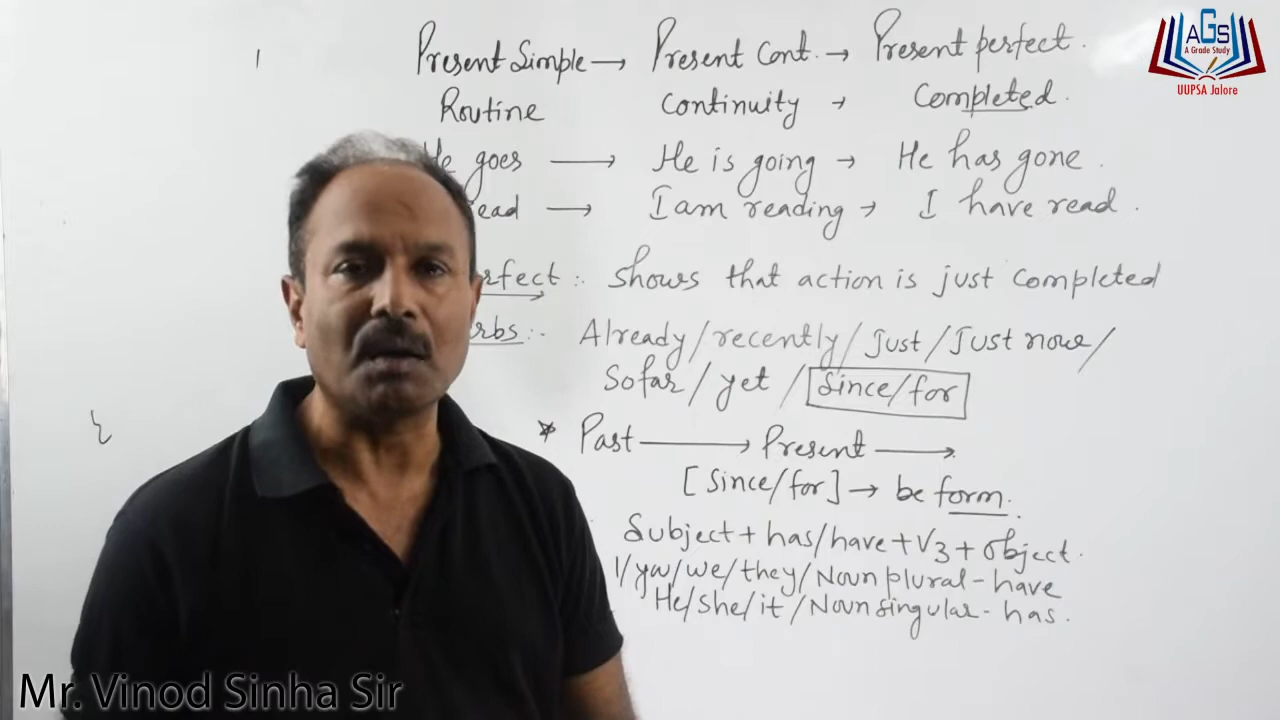 Present Simple → Present Cont. → Present perfect.
Routine Continuity → Completed.
He goes → He is going → He has gone.
read → I am reading → I have read.
:. Shows that action is just completed
:- Already/recently/Just/Just now/
Sofar/yet/Since/for
* Past → Present →
[Since/for] → be form.
Subject + has/have + V3 + Object.
I/you/we/they/Noun plural - have
He/She/it/Noun singular - has.
AGS
A Grade Study
UUPSA Jalore
Mr. Vinod Sinha Sir